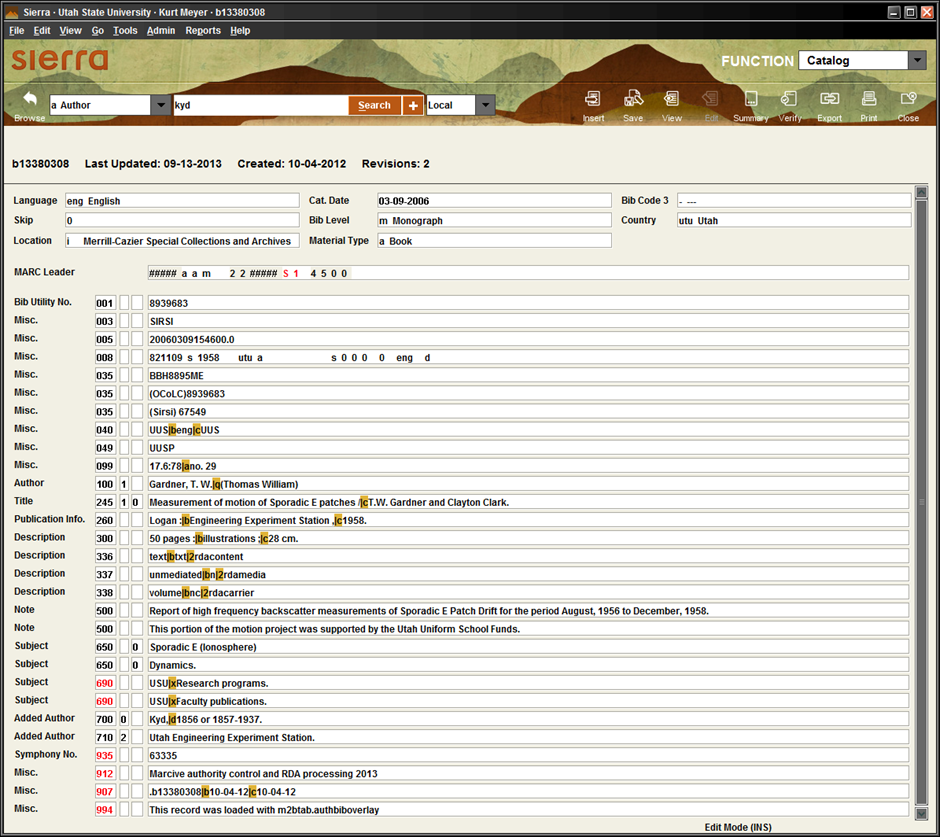 Sierra · Utah State University · Kurt Meyer · b13380308
File Edit View Go Tools Admin Reports Help
sierra
FUNCTION Catalog
Browse a Author kyd Search + Local Insert Save View Edit Summary Verify Export Print Close
b13380308 Last Updated: 09-13-2013 Created: 10-04-2012 Revisions: 2
Language eng English Cat. Date 03-09-2006 Bib Code 3 - ---
Skip 0 Bib Level m Monograph Country utu Utah
Location i Merrill-Cazier Special Collections and Archives Material Type a Book
MARC Leader ##### a a m 2 2 ##### S 1 4 5 0 0
Bib Utility No. 001 8939683
Misc. 003 SIRSI
Misc. 005 20060309154600.0
Misc. 008 821109 s 1958 utu a s 0 0 0 0 eng d
Misc. 035 BBH8895ME
Misc. 035 (OCoLC)8939683
Misc. 035 (Sirsi) 67549
Misc. 040 UUS|beng|cUUS
Misc. 049 UUSP
Misc. 099 17.6:78|ano. 29
Author 100 1 Gardner, T. W.|q(Thomas William)
Title 245 1 0 Measurement of motion of Sporadic E patches /|cT.W. Gardner and Clayton Clark.
Publication Info. 260 Logan :|bEngineering Experiment Station ,|c1958.
Description 300 50 pages :|billustrations ;|c28 cm.
Description 336 text|btxt|2rdacontent
Description 337 unmediated|bn|2rdamedia
Description 338 volume|bnc|2rdacarrier
Note 500 Report of high frequency backscatter measurements of Sporadic E Patch Drift for the period August, 1956 to December, 1958.
Note 500 This portion of the motion project was supported by the Utah Uniform School Funds.
Subject 650 0 Sporadic E (Ionosphere)
Subject 650 0 Dynamics.
Subject 690 USU|xResearch programs.
Subject 690 USU|xFaculty publications.
Added Author 700 0 Kyd,|d1856 or 1857-1937.
Added Author 710 2 Utah Engineering Experiment Station.
Symphony No. 935 63335
Misc. 912 Marcive authority control and RDA processing 2013
Misc. 907 .b13380308|b10-04-12|c10-04-12
Misc. 994 This record was loaded with m2btab.authbiboverlay
Edit Mode (INS)